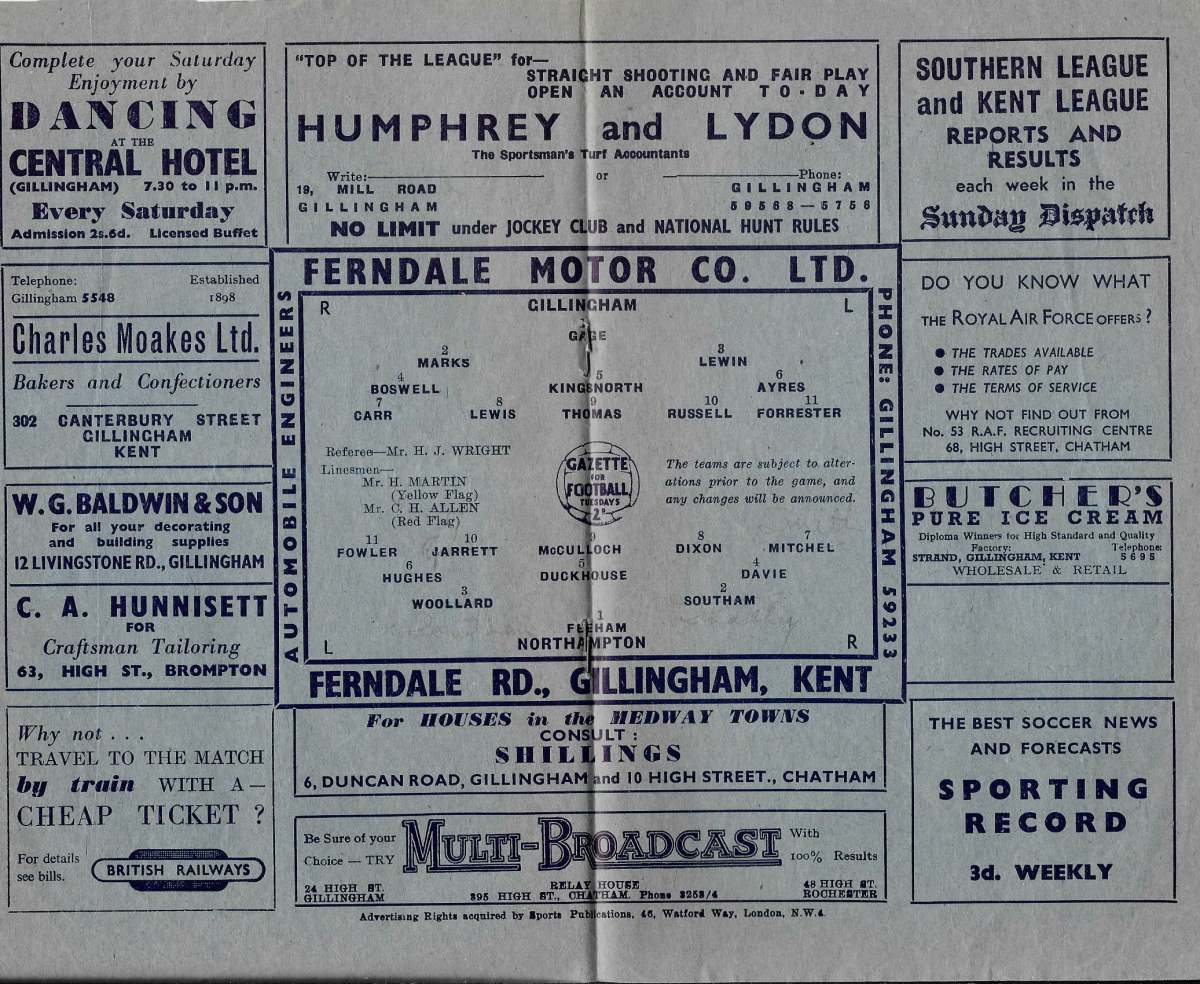 Complete your Saturday
Enjoyment by
DANCING
AT THE
CENTRAL HOTEL
(GILLINGHAM) 7.30 to 11 p.m.
Every Saturday
Admission 2s.6d. Licensed Buffet
"TOP OF THE LEAGUE" for—
STRAIGHT SHOOTING AND FAIR PLAY
OPEN AN ACCOUNT TO-DAY
HUMPHREY and LYDON
The Sportsman's Turf Accountants
Write:— or —Phone:
19, MILL ROAD GILLINGHAM
GILLINGHAM 59568—5756
NO LIMIT under JOCKEY CLUB and NATIONAL HUNT RULES
SOUTHERN LEAGUE
and KENT LEAGUE
REPORTS AND
RESULTS
each week in the
Sunday Dispatch
Telephone: Established
Gillingham 5548 1898
Charles Moakes Ltd.
Bakers and Confectioners
302 CANTERBURY STREET
GILLINGHAM
KENT
W. G. BALDWIN & SON
For all your decorating
and building supplies
12 LIVINGSTONE RD., GILLINGHAM
C. A. HUNNISETT
FOR
Craftsman Tailoring
63, HIGH ST., BROMPTON
Why not . . .
TRAVEL TO THE MATCH
by train WITH A—
CHEAP TICKET ?
For details
see bills.
BRITISH RAILWAYS
FERNDALE MOTOR CO. LTD.
AUTOMOBILE ENGINEERS
PHONE: GILLINGHAM 59233
R GILLINGHAM L
1
GAGE
2 3
MARKS LEWIN
4 5 6
BOSWELL KINGSNORTH AYRES
7 8 9 10 11
CARR LEWIS THOMAS RUSSELL FORRESTER
Referee—Mr. H. J. WRIGHT
Linesmen—
Mr. H. MARTIN
(Yellow Flag)
Mr. C. H. ALLEN
(Red Flag)
GAZETTE
FOR
FOOTBALL
TUESDAYS
2D
The teams are subject to alter-
ations prior to the game, and
any changes will be announced.
11 10 9 8 7
FOWLER JARRETT McCULLOCH DIXON MITCHEL
6 5 4
HUGHES DUCKHOUSE DAVIE
3 2
WOOLLARD SOUTHAM
1
FEEHAM
L NORTHAMPTON R
FERNDALE RD., GILLINGHAM, KENT
For HOUSES in the MEDWAY TOWNS
CONSULT :
SHILLINGS
6, DUNCAN ROAD, GILLINGHAM and 10 HIGH STREET., CHATHAM
Be Sure of your
Choice — TRY
MULTI-BROADCAST
With
100% Results
24 HIGH ST. RELAY HOUSE 48 HIGH ST.
GILLINGHAM 395 HIGH ST., CHATHAM. Phone 3253/4 ROCHESTER
Advertising Rights acquired by Sports Publications, 46, Watford Way, London, N.W.4.
DO YOU KNOW WHAT
THE ROYAL AIR FORCE OFFERS ?
● THE TRADES AVAILABLE
● THE RATES OF PAY
● THE TERMS OF SERVICE
WHY NOT FIND OUT FROM
No. 53 R.A.F. RECRUITING CENTRE
68, HIGH STREET, CHATHAM
BUTCHER'S
PURE ICE CREAM
Diploma Winners for High Standard and Quality
Factory: Telephone:
STRAND, GILLINGHAM, KENT 5695
WHOLESALE & RETAIL
THE BEST SOCCER NEWS
AND FORECASTS
SPORTING
RECORD
3d. WEEKLY